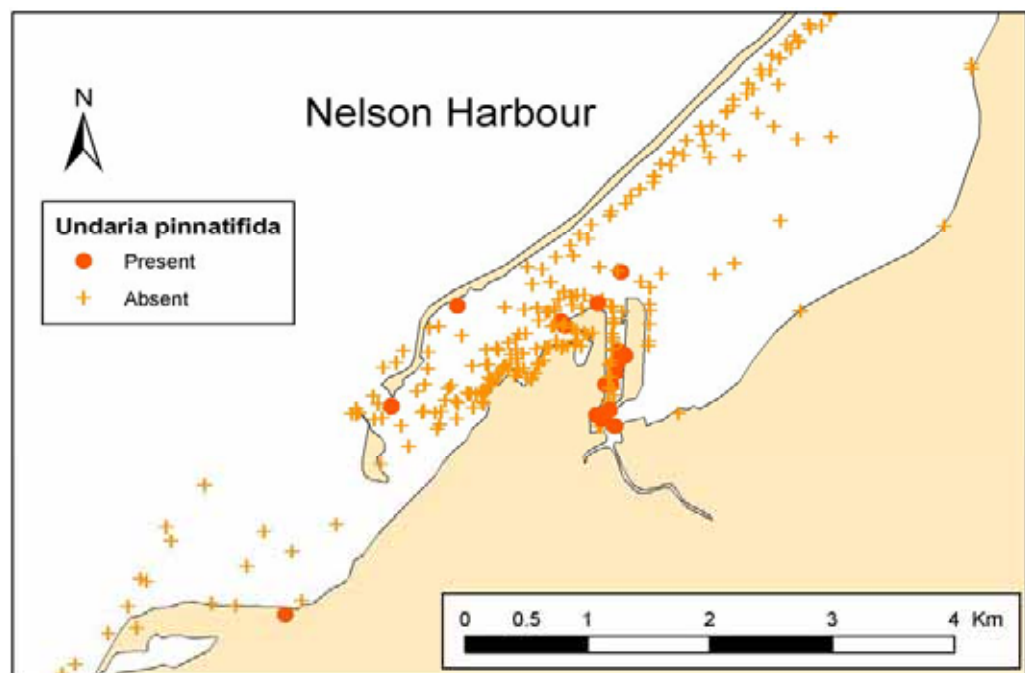 Nelson Harbour
N
Undaria pinnatifida
Present
Absent
0 0.5 1 2 3 4 Km